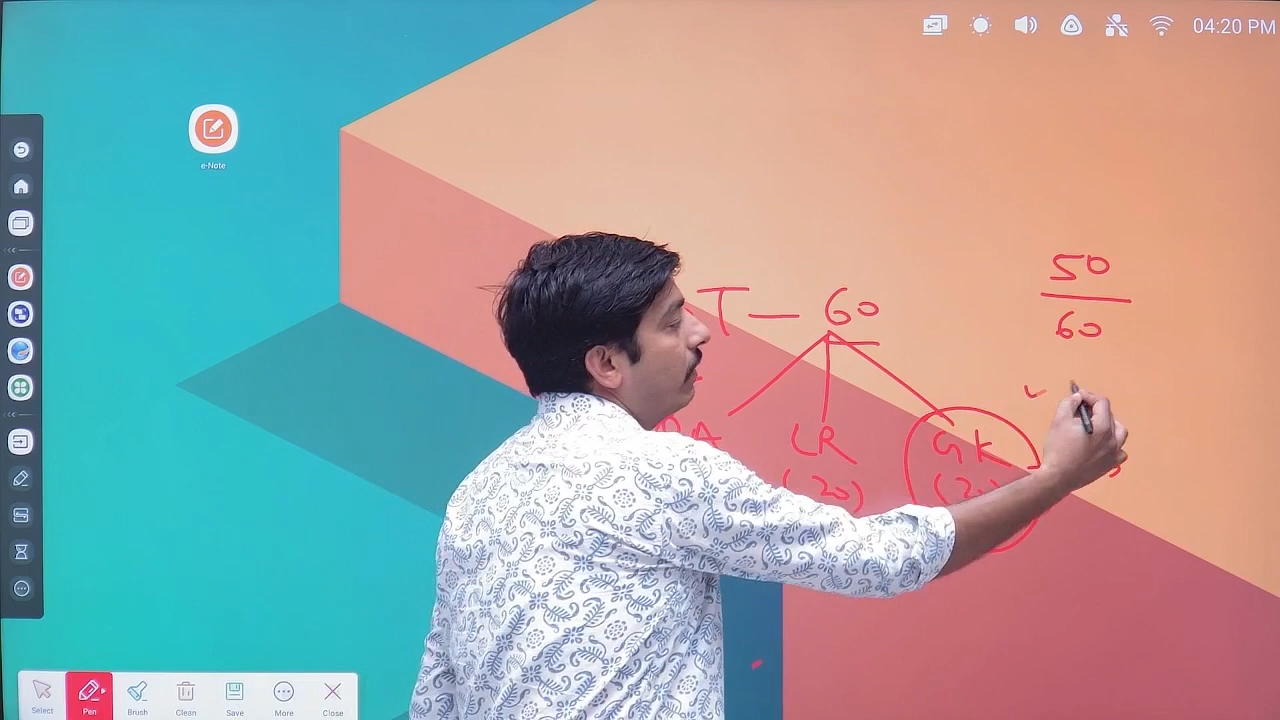 04:20 PM
e-Note
50
60
T — 60
LR
GK
(20)
Select
Pen
Brush
Clean
Save
More
Close